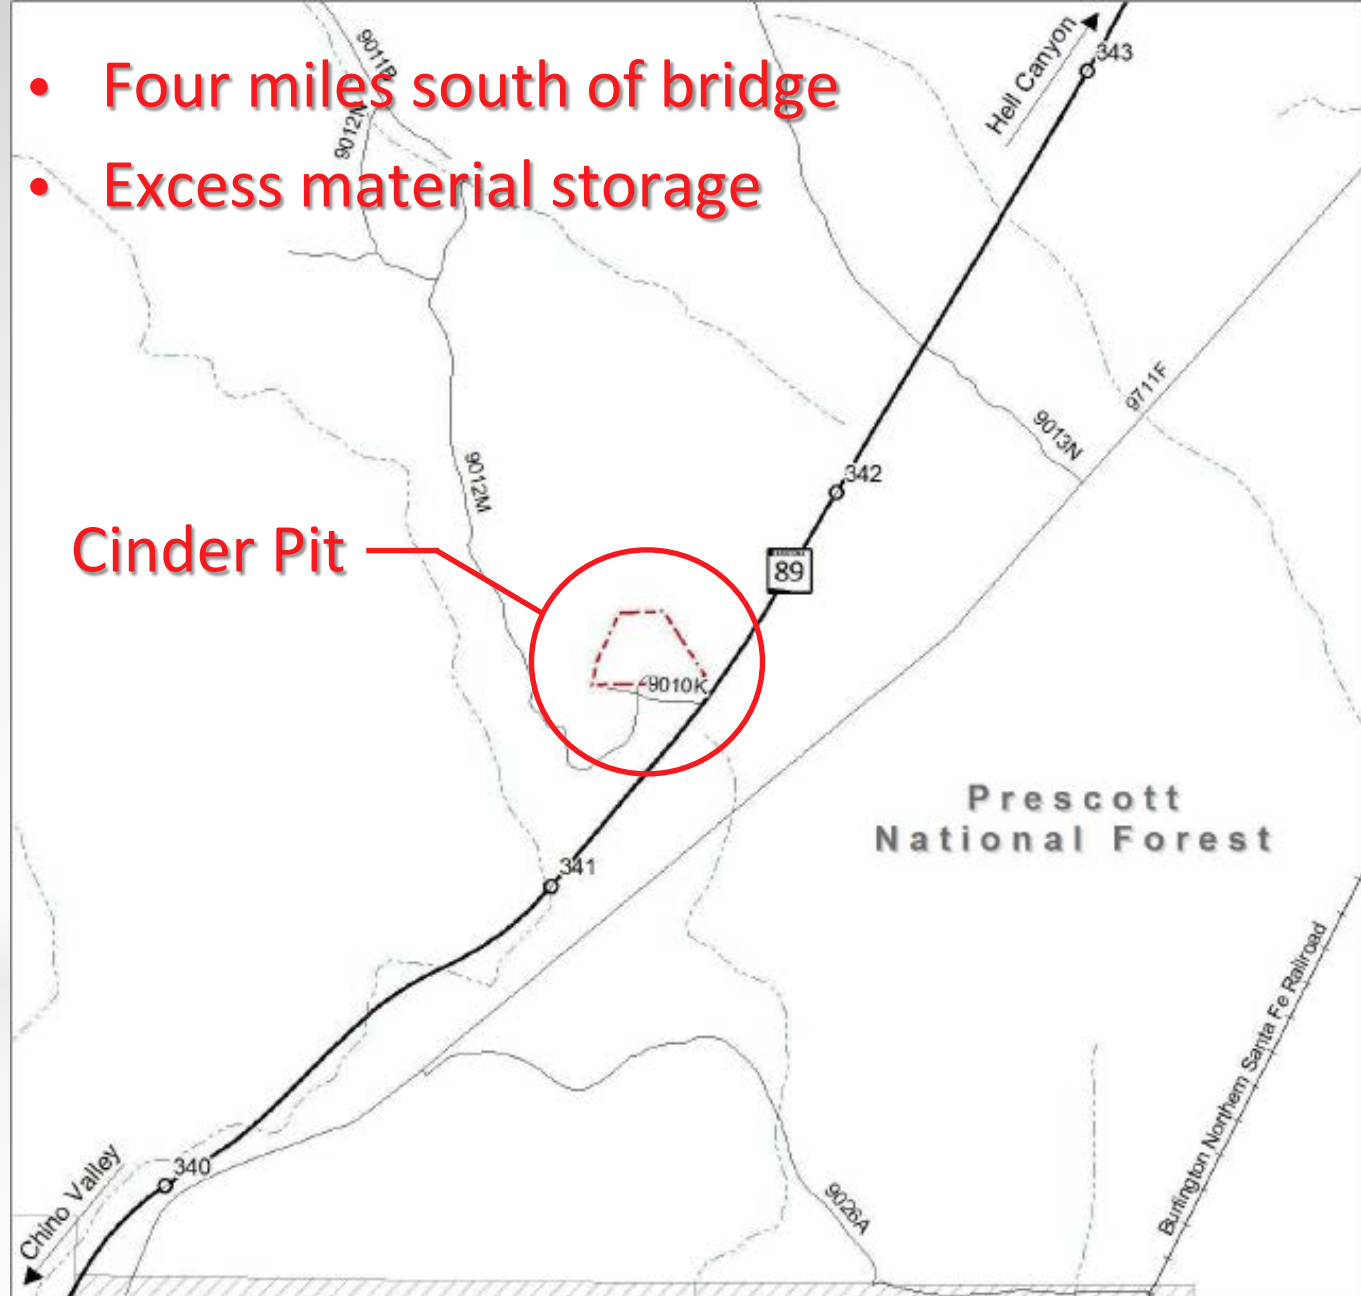 • Four miles south of bridge
• Excess material storage
Cinder Pit
Hell Canyon
343
9011R
9012N
9711F
9013N
342
9012M
89
9010K
Prescott
National Forest
341
Burlington Northern Santa Fe Railroad
340
Chino Valley
9026A